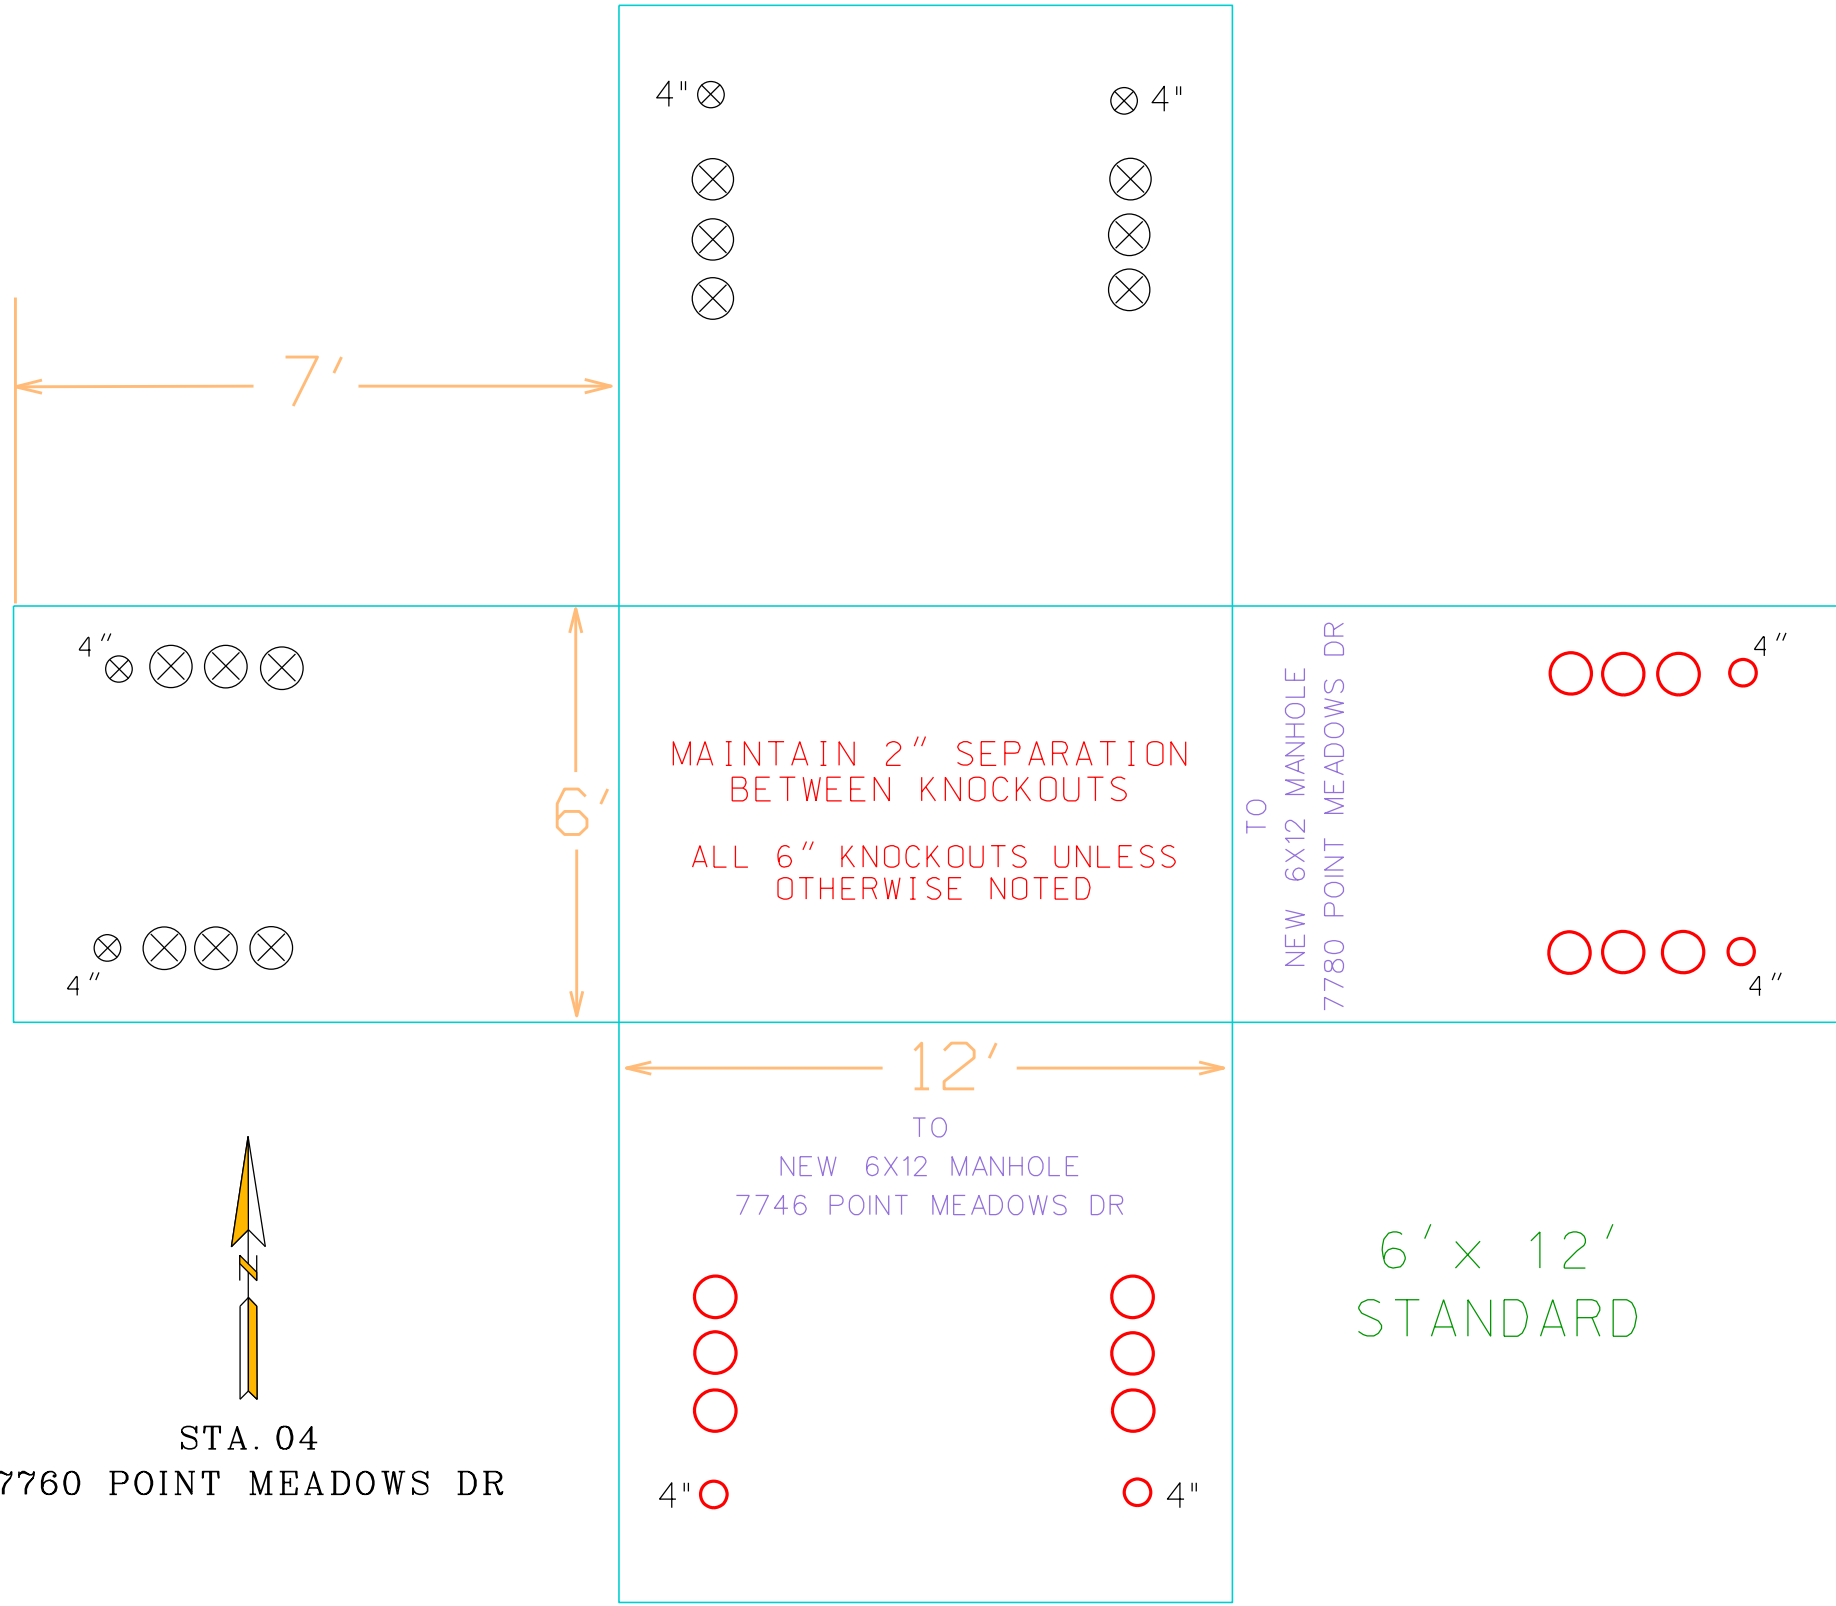 4" 4"
7'
4"
6'
MAINTAIN 2" SEPARATION
BETWEEN KNOCKOUTS
ALL 6" KNOCKOUTS UNLESS
OTHERWISE NOTED
4"
TO
NEW 6X12 MANHOLE
7780 POINT MEADOWS DR
4"
4"
12'
TO
NEW 6X12 MANHOLE
7746 POINT MEADOWS DR
4" 4"
6' x 12'
STANDARD
N
STA. 04
7760 POINT MEADOWS DR